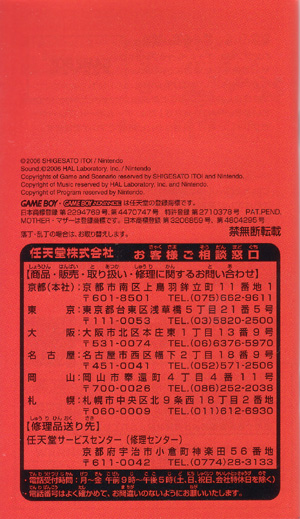 ©2006 SHIGESATO ITOI / Nintendo
Sound:©2006 HAL Laboratory, Inc. / Nintendo
Copyrights of Game and Scenario reserved by SHIGESATO ITOI and Nintendo.
Copyright of Music reserved by HAL Laboratory, Inc. and Nintendo.
Copyright of Program reserved by Nintendo.
GAME BOY・GAME BOY ADVANCE は任天堂の登録商標です。
日本商標登録 第2294769号,第4470747号 特許登録 第2710378号 PAT.PEND.
MOTHER・マザーは登録商標です。日本商標登録 第3206859号,第4604295号
落丁・乱丁の場合は、お取り替えします。
禁無断転載
任天堂株式会社 お客様ご相談窓口
【商品・販売・取り扱い・修理に関するお問い合わせ】
京都(本社):京都市南区上鳥羽鉾立町11番地1
〒601-8501 TEL.(075)662-9611
東京:東京都台東区浅草橋5丁目21番5号
〒111-0053 TEL.(03)5820-2500
大阪:大阪市北区本庄東1丁目13番9号
〒531-0074 TEL.(06)6376-5970
名古屋:名古屋市西区幅下2丁目18番9号
〒451-0041 TEL.(052)571-2506
岡山:岡山市奉還町4丁目4番11号
〒700-0026 TEL.(086)252-2038
札幌:札幌市中央区北9条西18丁目2番地
〒060-0009 TEL.(011)612-6930
【修理品送り先】
任天堂サービスセンター(修理センター)
京都府宇治市小倉町神楽田56番地
〒611-0042 TEL.(0774)28-3133
・電話受付時間:月～金 午前9時～午後5時(土、日、祝日、会社特休日を除く)
・電話番号はよく確かめて、お間違いのないようにお願いいたします。